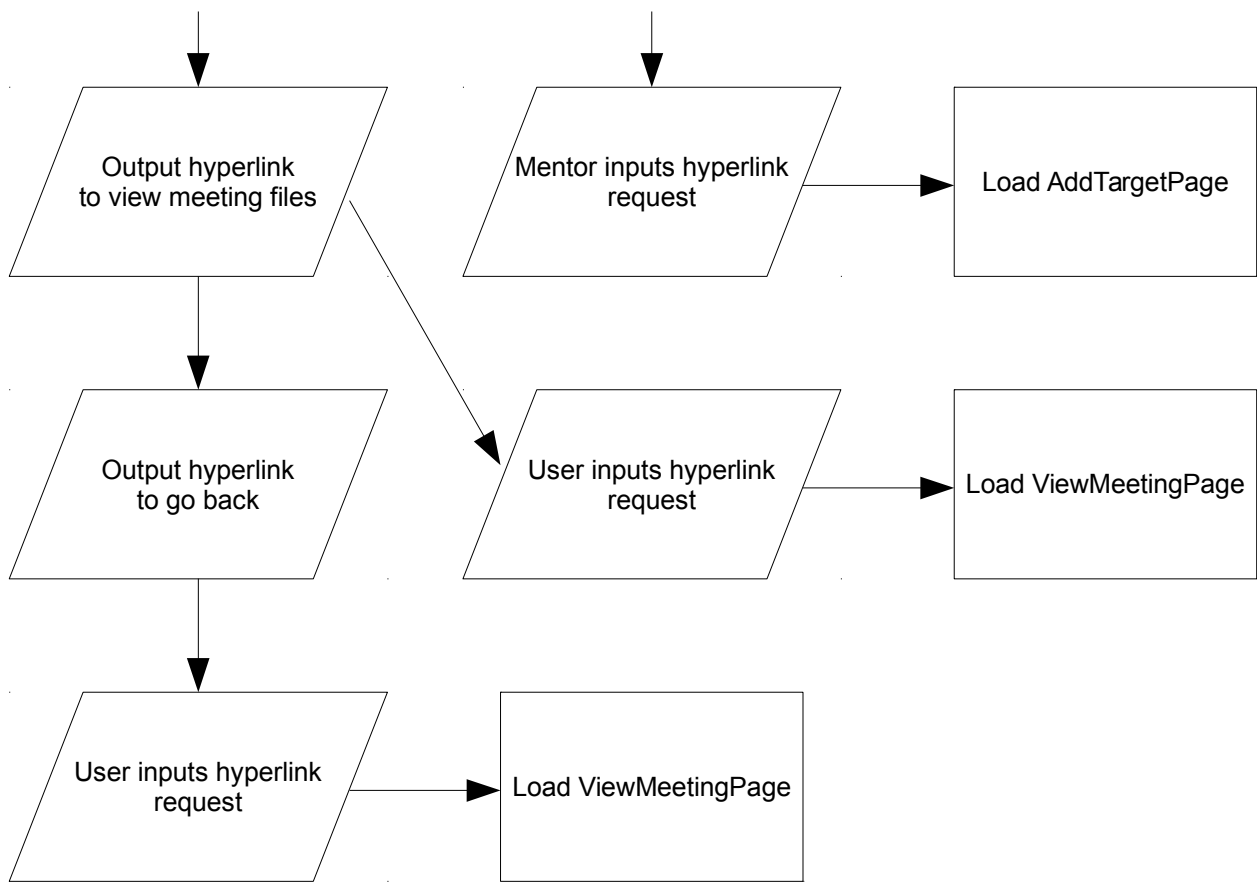 Output hyperlink
to view meeting files
Mentor inputs hyperlink
request
Load AddTargetPage
Output hyperlink
to go back
User inputs hyperlink
request
Load ViewMeetingPage
User inputs hyperlink
request
Load ViewMeetingPage